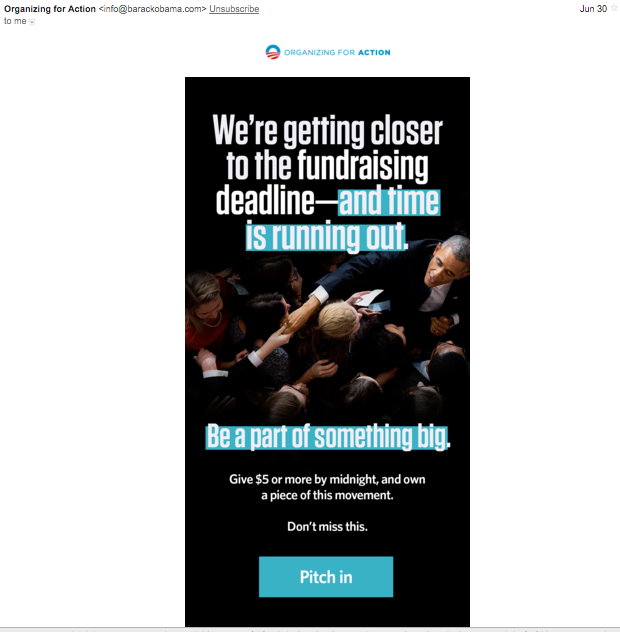 Organizing for Action <info@barackobama.com> Unsubscribe
Jun 30
to me
ORGANIZING FOR ACTION
We're getting closer
to the fundraising
deadline—and time
is running out.
Be a part of something big.
Give $5 or more by midnight, and own
a piece of this movement.
Don't miss this.
Pitch in